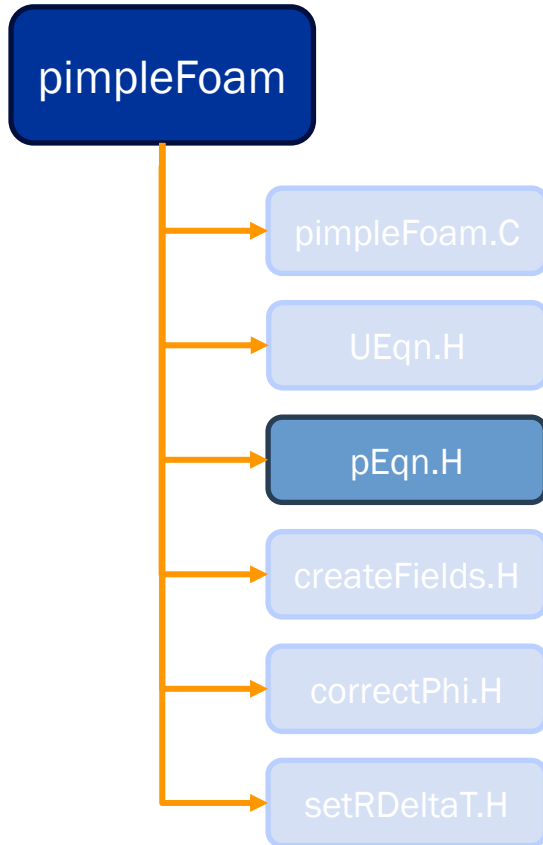 pimpleFoam
pimpleFoam.C
UEqn.H
pEqn.H
createFields.H
correctPhi.H
setRDeltaT.H